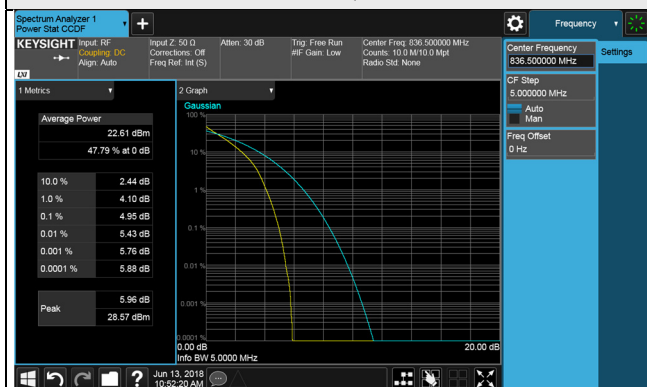 Spectrum Analyzer 1
Power Stat CCDF
Frequency
KEYSIGHT
Input: RF
Coupling: DC
Align: Auto
Input Z: 50 Ω
Corrections: Off
Freq Ref: Int (S)
Atten: 30 dB
Trig: Free Run
#IF Gain: Low
Center Freq: 836.500000 MHz
Counts: 10.0 M/10.0 Mpt
Radio Std: None
LXI
Center Frequency
836.500000 MHz
Settings
CF Step
5.000000 MHz
Auto
Man
Freq Offset
0 Hz
1 Metrics
Average Power
22.61 dBm
47.79 % at 0 dB
10.0 % 2.44 dB
1.0 % 4.10 dB
0.1 % 4.95 dB
0.01 % 5.43 dB
0.001 % 5.76 dB
0.0001 % 5.88 dB
Peak
5.96 dB
28.57 dBm
2 Graph
Gaussian
100 %
10 %
1 %
0.1 %
0.01 %
0.001 %
0.0001 %
0.00 dB
20.00 dB
Info BW 5.0000 MHz
Jun 13, 2018
10:52:20 AM